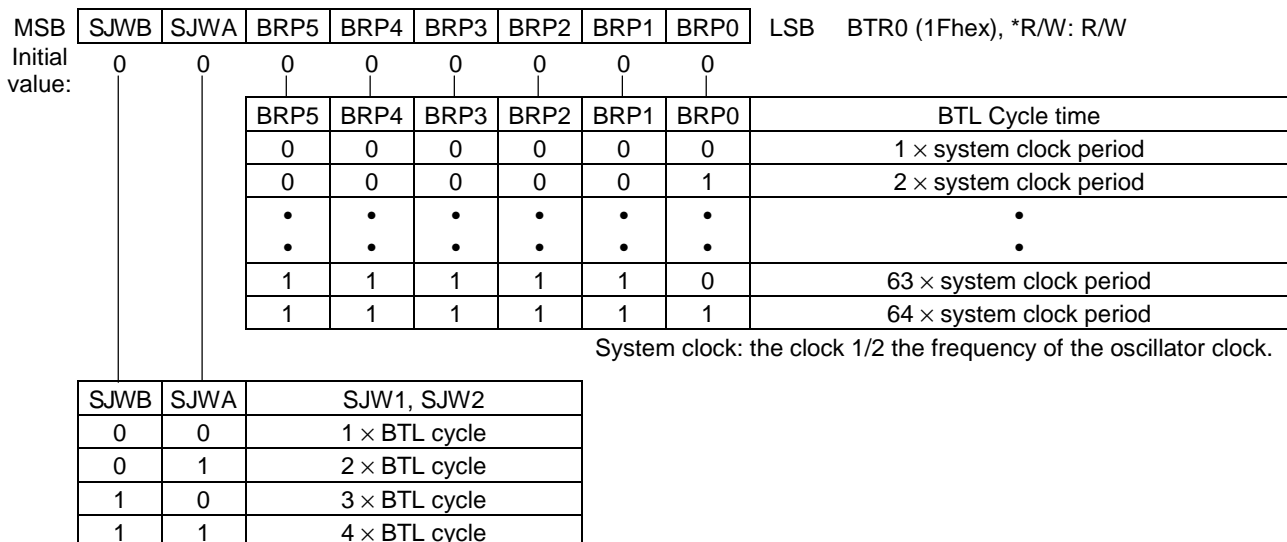 MSB SJWB SJWA BRP5 BRP4 BRP3 BRP2 BRP1 BRP0 LSB BTR0 (1Fhex), *R/W: R/W
Initial value: 0 0 0 0 0 0 0 0
BRP5 BRP4 BRP3 BRP2 BRP1 BRP0 BTL Cycle time
0 0 0 0 0 0 1 × system clock period
0 0 0 0 0 1 2 × system clock period
• • • • • • •
• • • • • • •
1 1 1 1 1 0 63 × system clock period
1 1 1 1 1 1 64 × system clock period
System clock: the clock 1/2 the frequency of the oscillator clock.
SJWB SJWA SJW1, SJW2
0 0 1 × BTL cycle
0 1 2 × BTL cycle
1 0 3 × BTL cycle
1 1 4 × BTL cycle